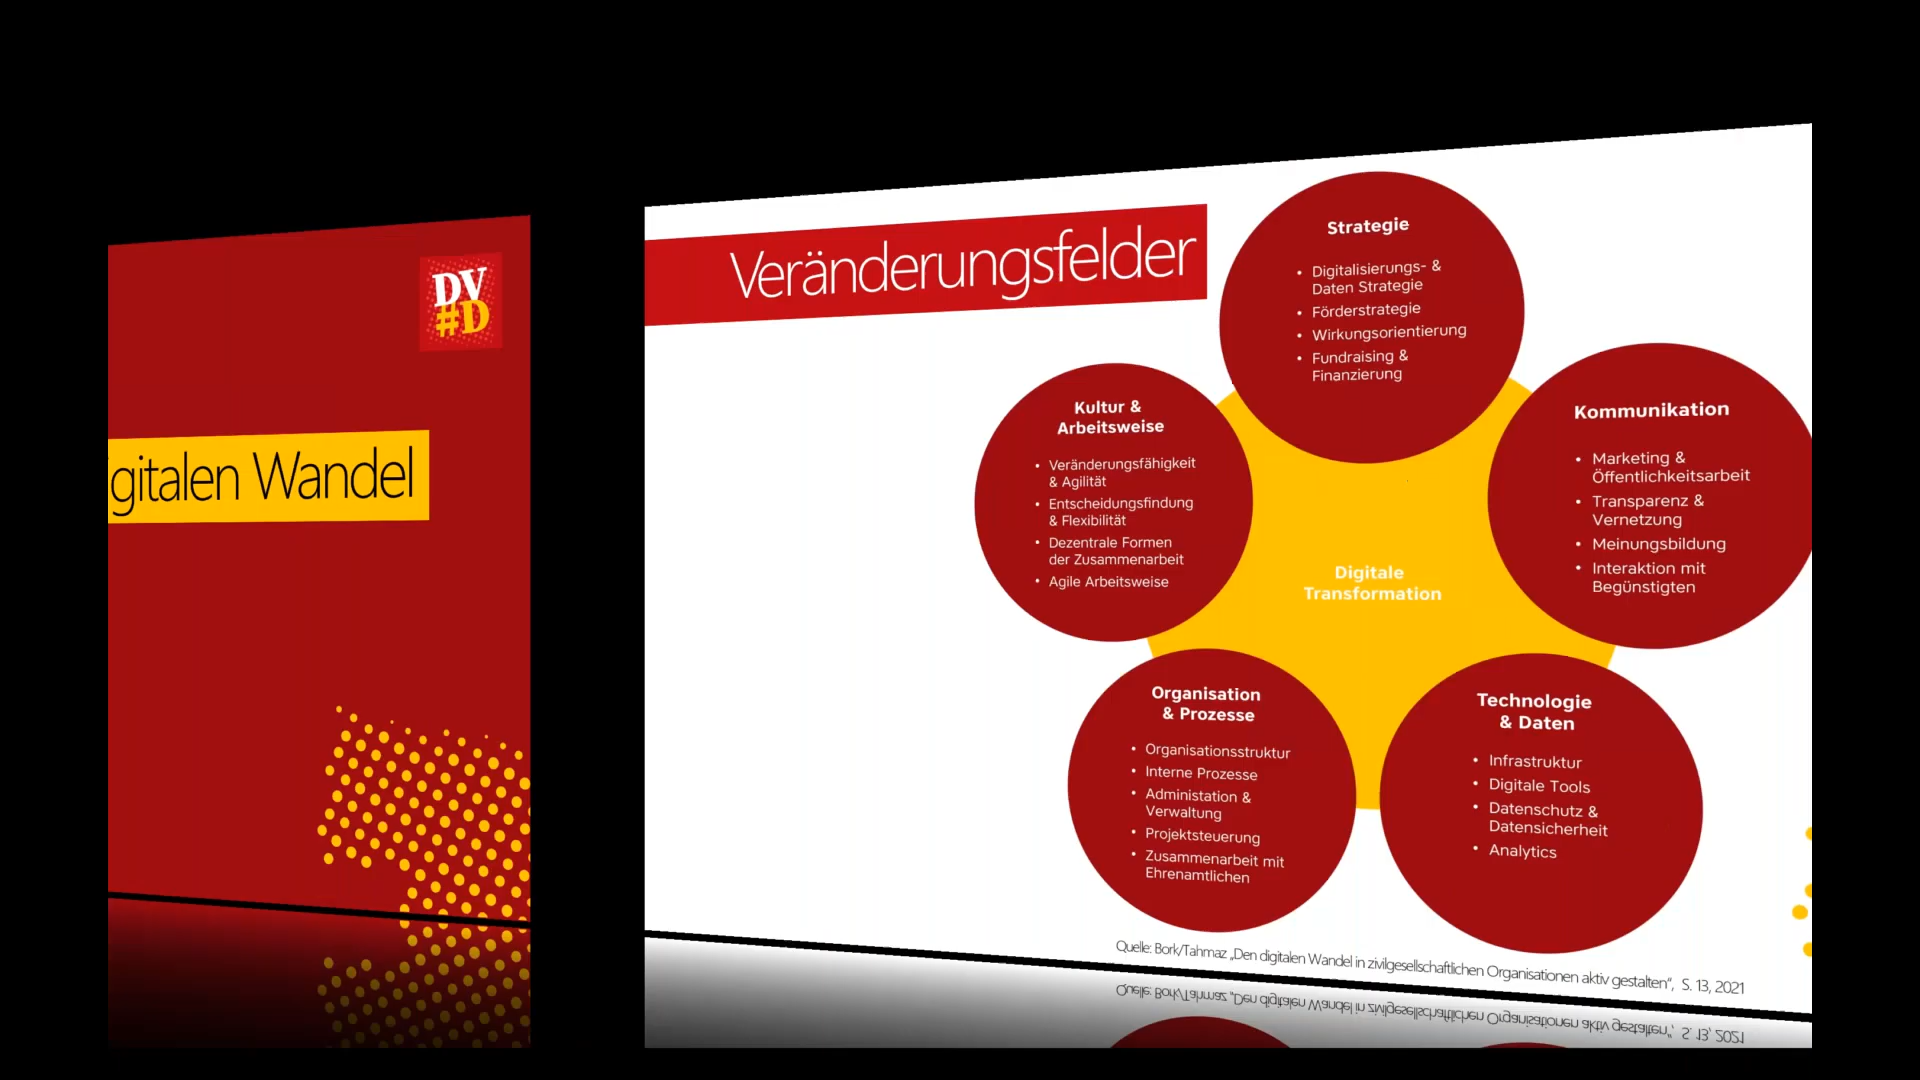 DV
#D
gitalen Wandel
Veränderungsfelder
Strategie
• Digitalisierungs- &
Daten Strategie
• Förderstrategie
• Wirkungsorientierung
• Fundraising &
Finanzierung
Kultur &
Arbeitsweise
• Veränderungsfähigkeit
& Agilität
• Entscheidungsfindung
& Flexibilität
• Dezentrale Formen
der Zusammenarbeit
• Agile Arbeitsweise
Kommunikation
• Marketing &
Öffentlichkeitsarbeit
• Transparenz &
Vernetzung
• Meinungsbildung
• Interaktion mit
Begünstigten
Digitale
Transformation
Organisation
& Prozesse
• Organisationsstruktur
• Interne Prozesse
• Administation &
Verwaltung
• Projektsteuerung
• Zusammenarbeit mit
Ehrenamtlichen
Technologie
& Daten
• Infrastruktur
• Digitale Tools
• Datenschutz &
Datensicherheit
• Analytics
Quelle: Bork/Tahmaz „Den digitalen Wandel in zivilgesellschaftlichen Organisationen aktiv gestalten“, S. 13, 2021